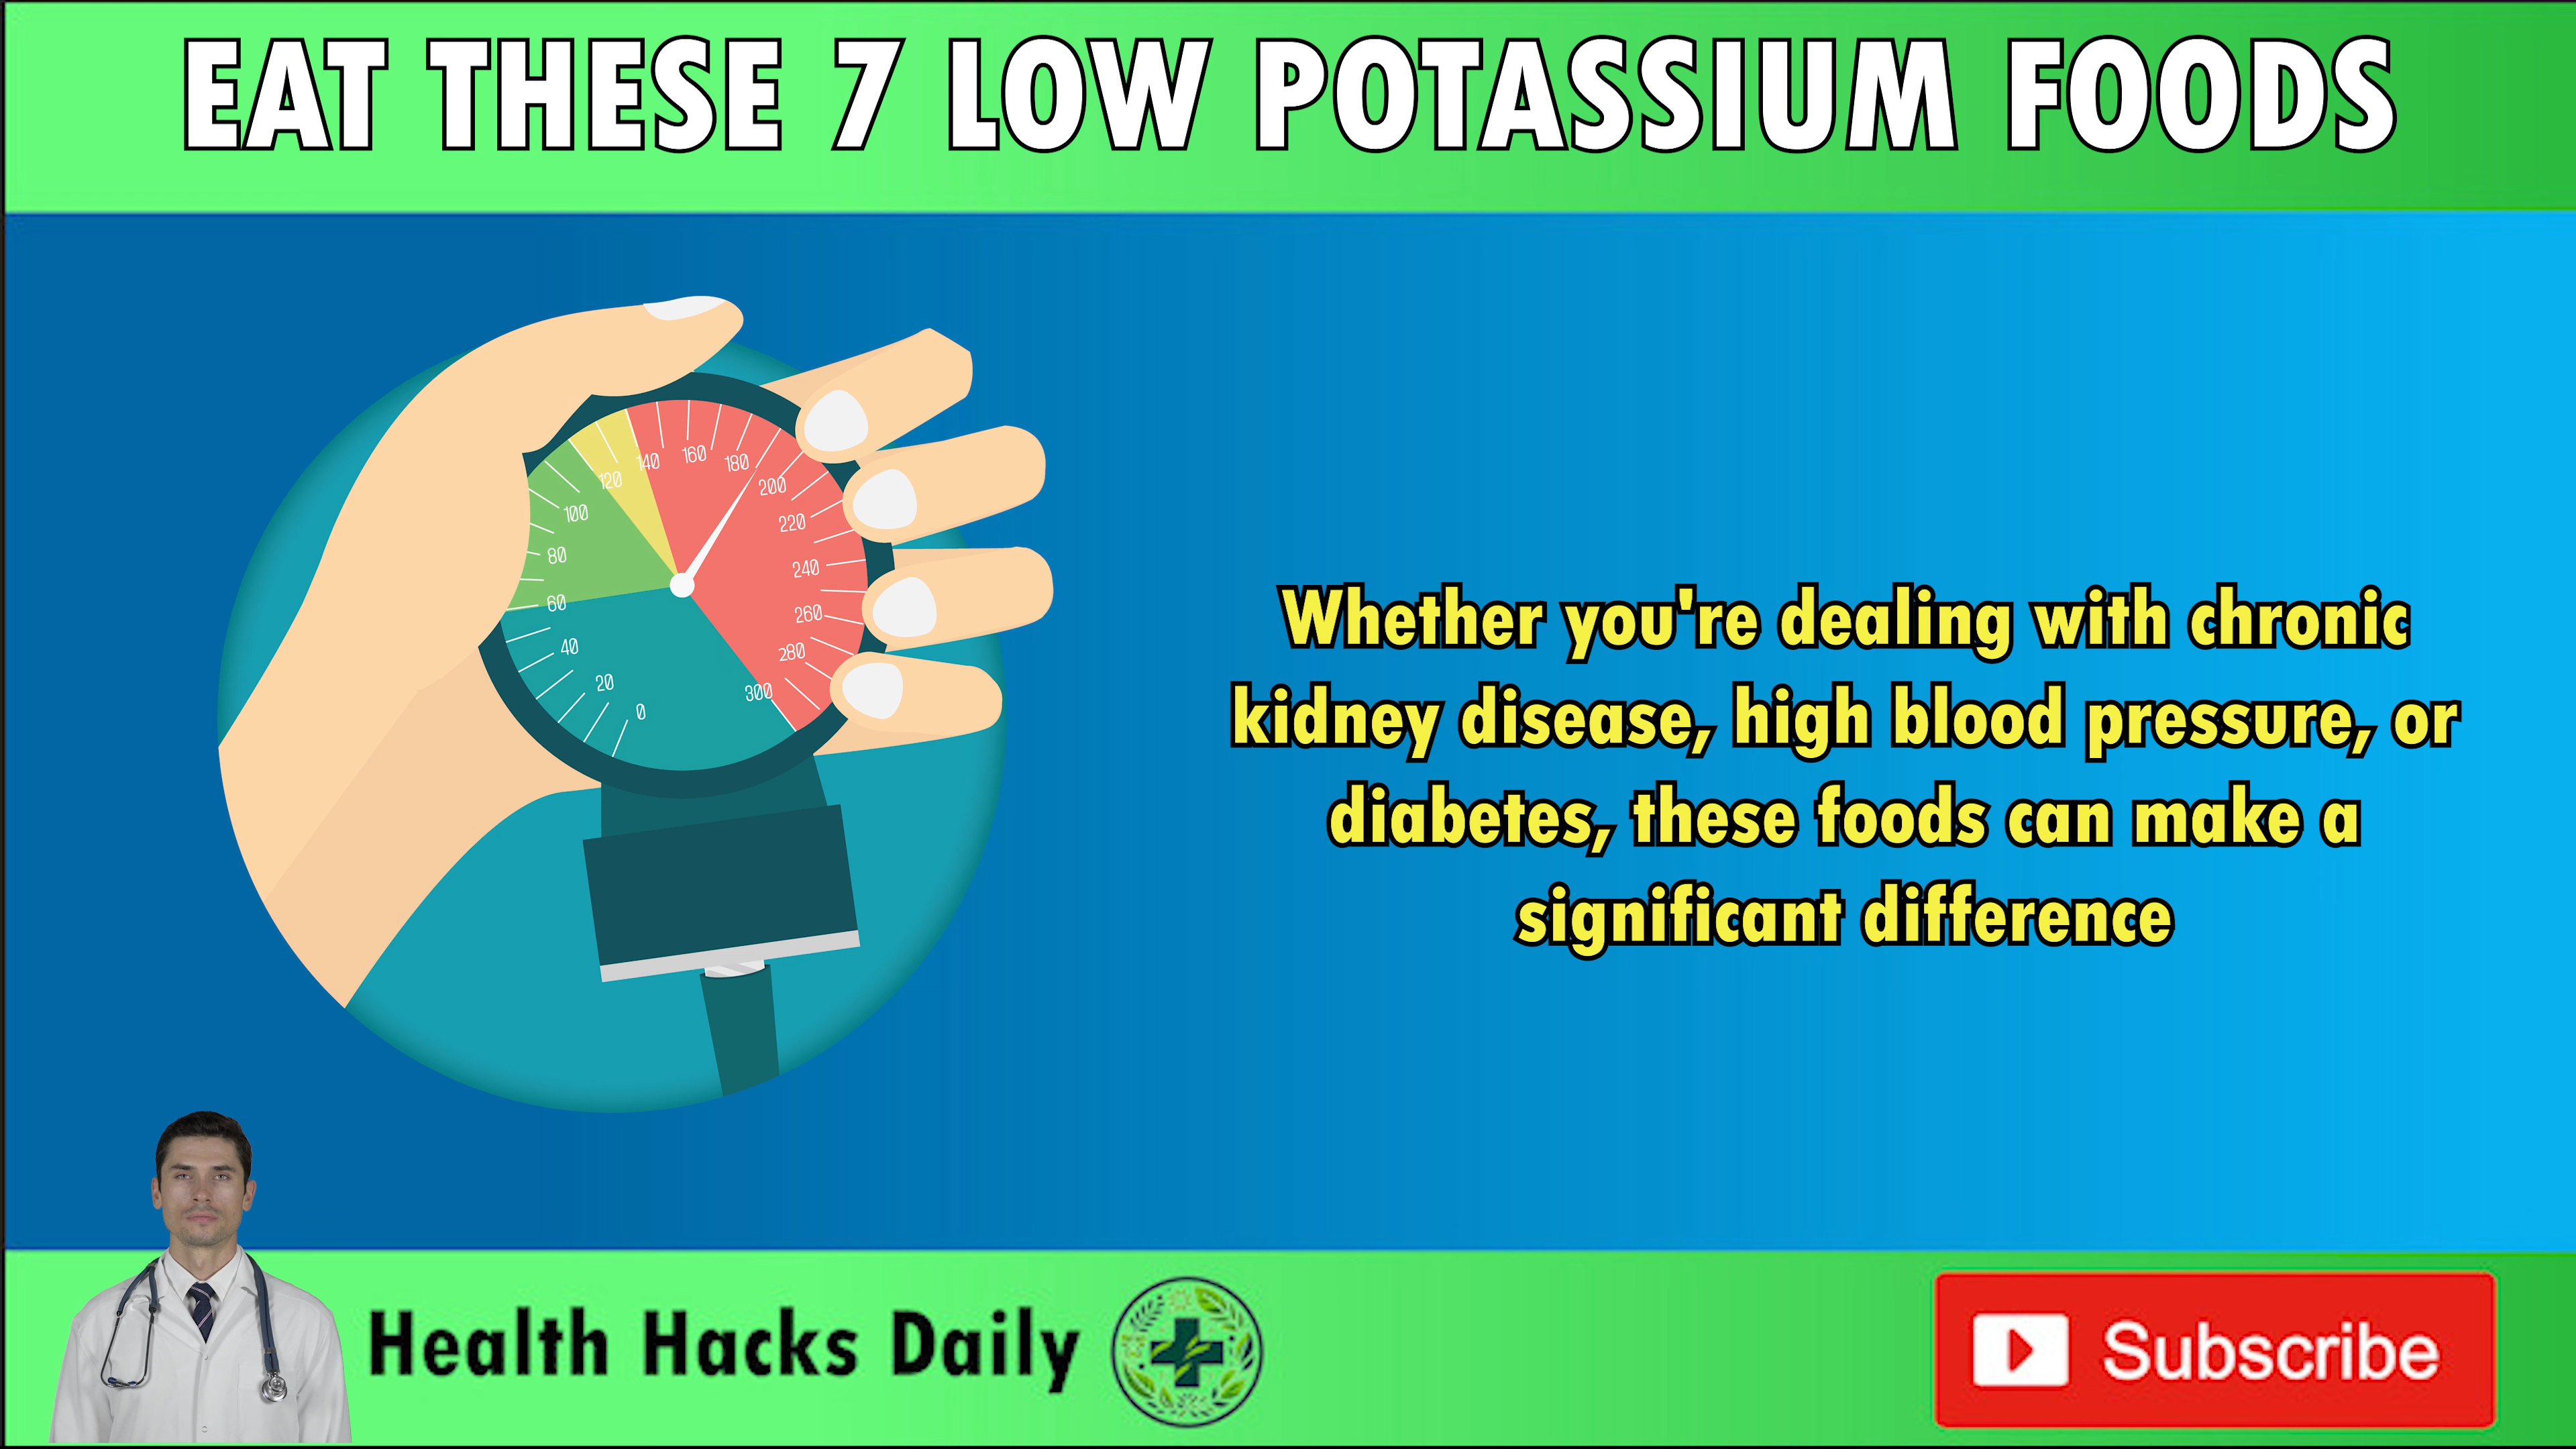 EAT THESE 7 LOW POTASSIUM FOODS
Whether you're dealing with chronic
kidney disease, high blood pressure, or
diabetes, these foods can make a
significant difference
0
20
40
60
80
100
120
140
160
180
200
220
240
260
280
300
Health Hacks Daily
Subscribe